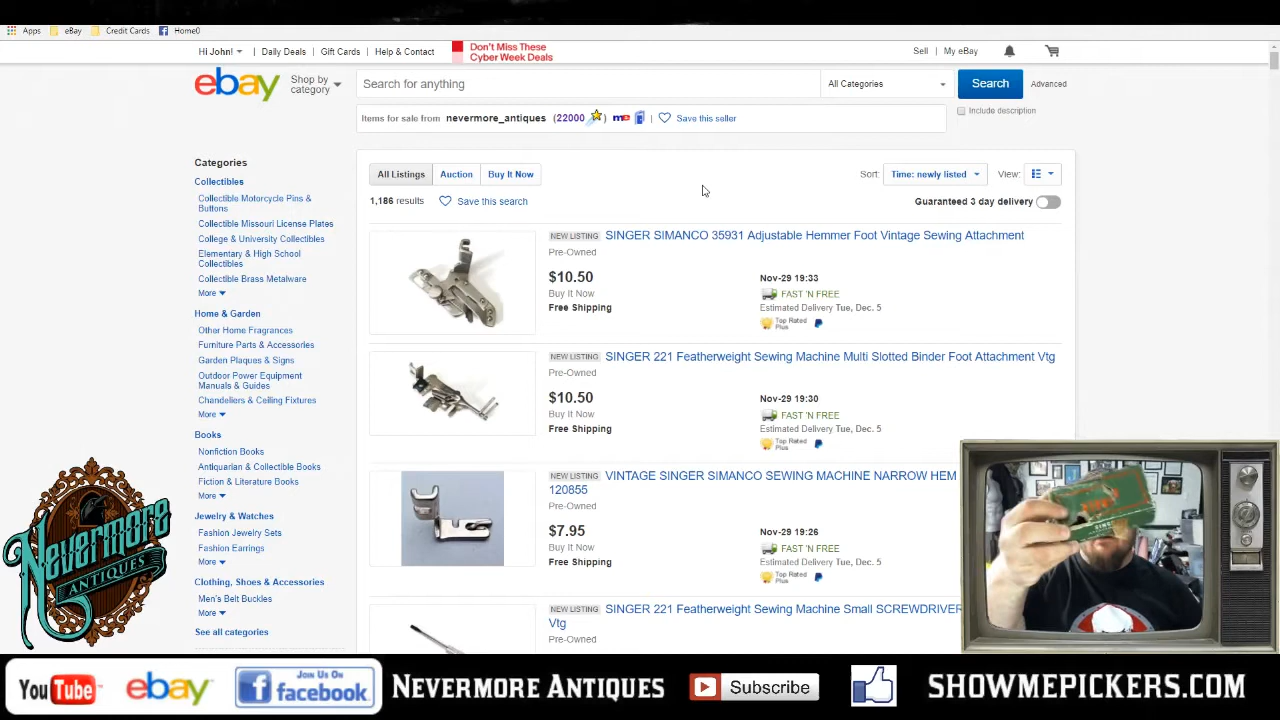 Apps eBay Credit Cards Home0
Hi John! Daily Deals Gift Cards Help & Contact Don't Miss These Cyber Week Deals Sell My eBay
ebay Shop by category Search for anything All Categories Search Advanced
Items for sale from nevermore_antiques (22000 ) me Save this seller Include description
Categories
Collectibles
Collectible Motorcycle Pins &
Buttons
Collectible Missouri License Plates
College & University Collectibles
Elementary & High School
Collectibles
Collectible Brass Metalware
More
Home & Garden
Other Home Fragrances
Furniture Parts & Accessories
Garden Plaques & Signs
Outdoor Power Equipment
Manuals & Guides
Chandeliers & Ceiling Fixtures
More
Books
Nonfiction Books
Antiquarian & Collectible Books
Fiction & Literature Books
More
Jewelry & Watches
Fashion Jewelry Sets
Fashion Earrings
More
Clothing, Shoes & Accessories
Men's Belt Buckles
More
See all categories
All Listings Auction Buy It Now Sort: Time: newly listed View:
1,186 results Save this search Guaranteed 3 day delivery
NEW LISTING SINGER SIMANCO 35931 Adjustable Hemmer Foot Vintage Sewing Attachment
Pre-Owned
$10.50 Nov-29 19:33
Buy It Now FAST 'N FREE
Free Shipping Estimated Delivery Tue, Dec. 5
Top Rated
Plus
NEW LISTING SINGER 221 Featherweight Sewing Machine Multi Slotted Binder Foot Attachment Vtg
Pre-Owned
$10.50 Nov-29 19:30
Buy It Now FAST 'N FREE
Free Shipping Estimated Delivery Tue, Dec. 5
Top Rated
Plus
NEW LISTING VINTAGE SINGER SIMANCO SEWING MACHINE NARROW HEM
120855
Pre-Owned
$7.95 Nov-29 19:26
Buy It Now FAST 'N FREE
Free Shipping Estimated Delivery Tue, Dec. 5
Top Rated
Plus
NEW LISTING SINGER 221 Featherweight Sewing Machine Small SCREWDRIVER
Vtg
Pre-Owned
SINGER
Nevermore
ANTIQUES
YouTube ebay Join Us On facebook NEVERMORE ANTIQUES Subscribe SHOWMEPICKERS.COM